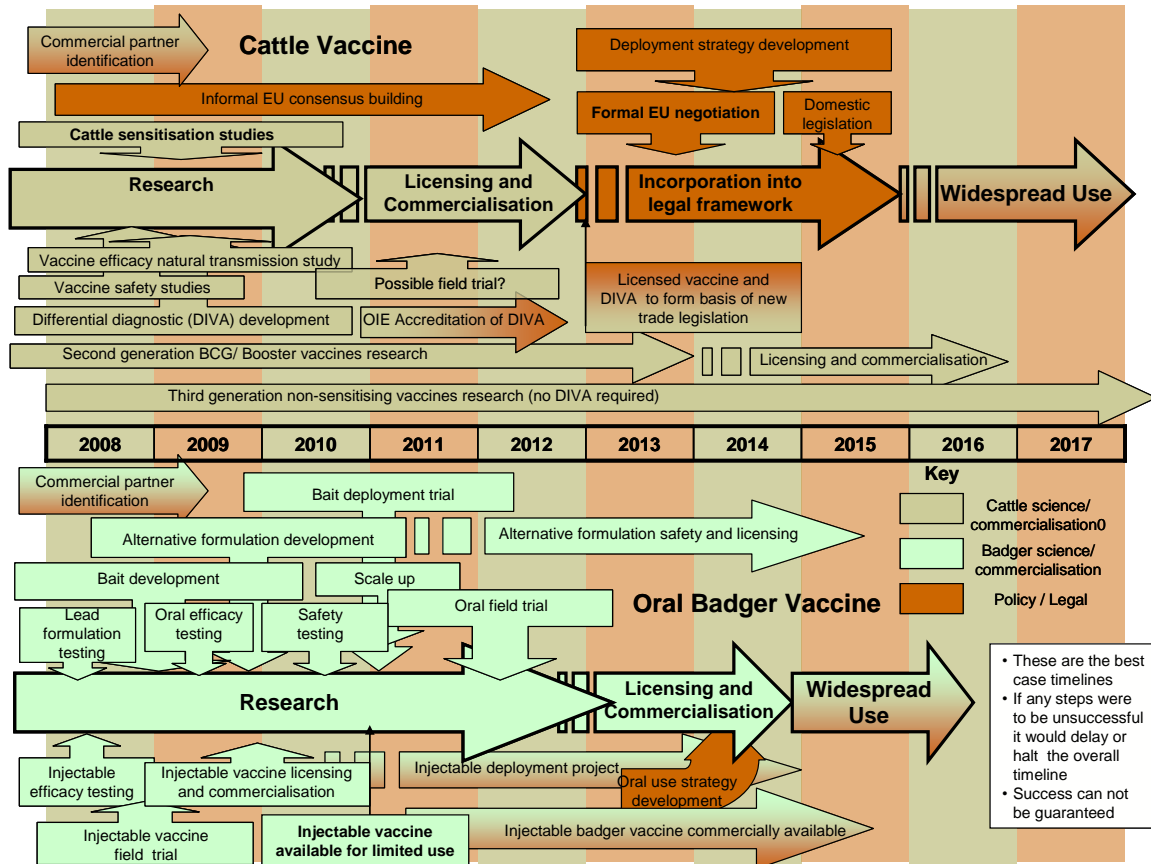 Commercial partner
identification
Cattle Vaccine
Deployment strategy development
Informal EU consensus building
Formal EU negotiation
Domestic
legislation
Cattle sensitisation studies
Research
Licensing and
Commercialisation
Incorporation into
legal framework
Widespread Use
Vaccine efficacy natural transmission study
Vaccine safety studies
Possible field trial?
Licensed vaccine and
DIVA to form basis of new
trade legislation
Differential diagnostic (DIVA) development
OIE Accreditation of DIVA
Second generation BCG/ Booster vaccines research
Licensing and commercialisation
Third generation non-sensitising vaccines research (no DIVA required)
2008 2009 2010 2011 2012 2013 2014 2015 2016 2017
Commercial partner
identification
Bait deployment trial
Key
Cattle science/
commercialisation0
Badger science/
commercialisation
Policy / Legal
Alternative formulation development
Alternative formulation safety and licensing
Bait development
Scale up
Lead
formulation
testing
Oral efficacy
testing
Safety
testing
Oral field trial
Oral Badger Vaccine
Research
Licensing and
Commercialisation
Widespread
Use
• These are the best
case timelines
• If any steps were
to be unsuccessful
it would delay or
halt the overall
timeline
• Success can not
be guaranteed
Injectable
efficacy testing
Injectable vaccine licensing
and commercialisation
Injectable deployment project
Oral use strategy
development
Injectable vaccine
field trial
Injectable vaccine
available for limited use
Injectable badger vaccine commercially available